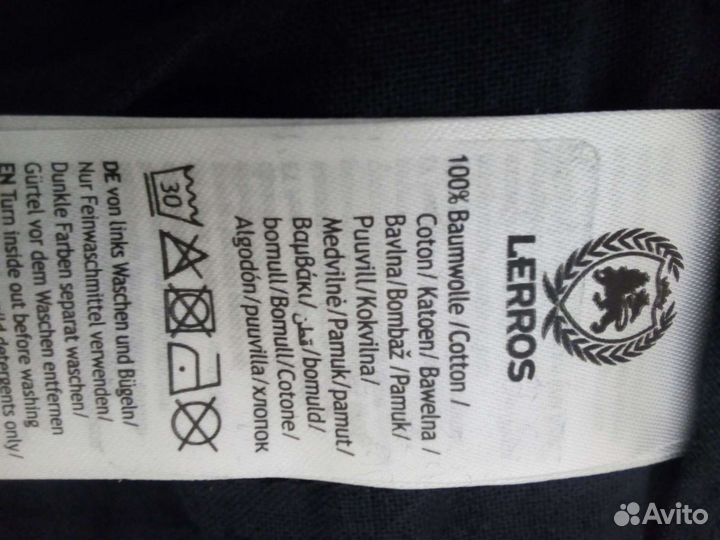 LERROS
100% Baumwolle /Cotton /
Coton/ Katoen/ Bawelna /
Bavlna/Bombaž /Pamuk/
Puuvill/Kokvilna/
Medvilnė/Pamuk/pamut/
Βαμβάκι/ قطن /bomuld/
bomull/Bomull/Cotone/
Algodón/puuvilla/хлопок
30
DE von links Waschen und Bügeln/
Nur Feinwaschmittel verwenden/
Dunkle Farben separat waschen/
Gürtel vor dem Waschen entfernen
EN Turn inside out before washing
detergents only/
Avito